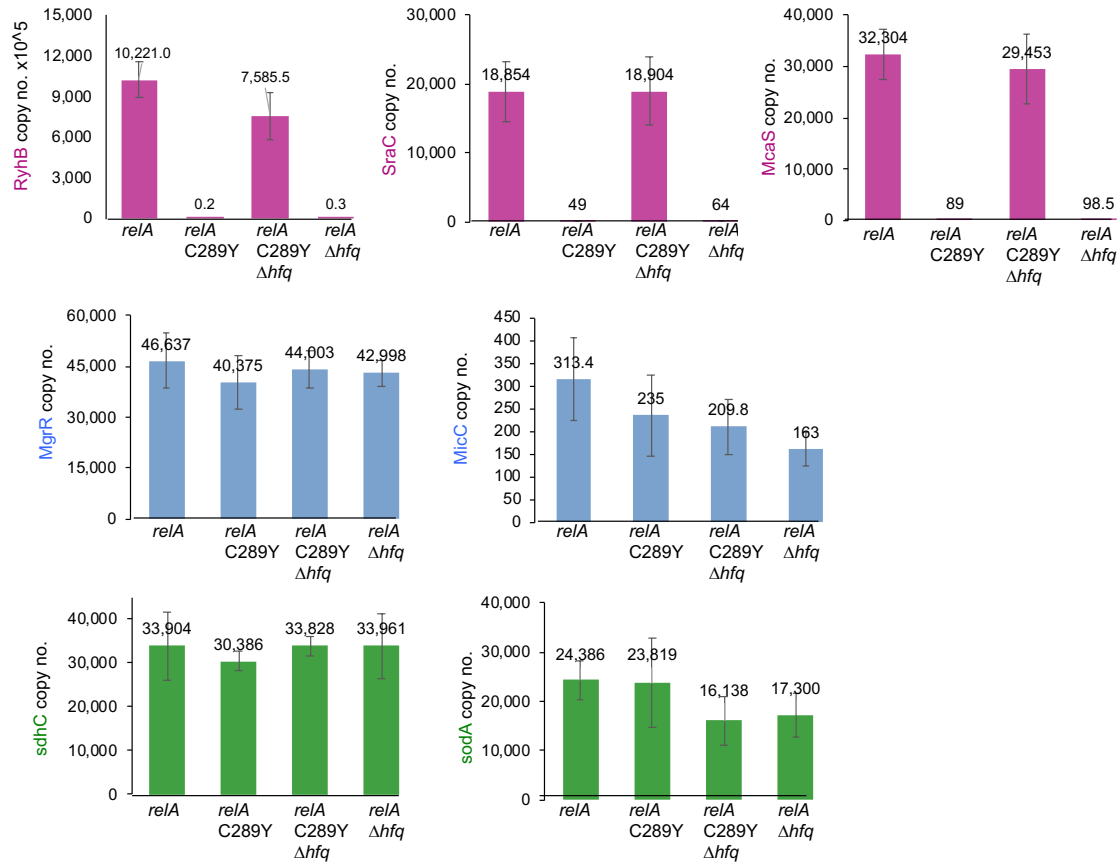 RyhB copy no. x10^5
15,000
12,000
9,000
6,000
3,000
0
10,221.0
0.2
7,585.5
0.3
relA
relA
C289Y
relA
C289Y
Δhfq
relA
Δhfq
SraC copy no.
30,000
20,000
10,000
0
18,854
49
18,904
64
relA
relA
C289Y
relA
C289Y
Δhfq
relA
Δhfq
McaS copy no.
40,000
30,000
20,000
10,000
0
32,304
89
29,453
98.5
relA
relA
C289Y
relA
C289Y
Δhfq
relA
Δhfq
MgrR copy no.
60,000
45,000
30,000
15,000
0
46,637
40,375
44,003
42,998
relA
relA
C289Y
relA
C289Y
Δhfq
relA
Δhfq
MicC copy no.
450
400
350
300
250
200
150
100
50
0
313.4
235
209.8
163
relA
relA
C289Y
relA
C289Y
Δhfq
relA
Δhfq
sdhC copy no.
40,000
30,000
20,000
10,000
0
33,904
30,386
33,828
33,961
relA
relA
C289Y
relA
C289Y
Δhfq
relA
Δhfq
sodA copy no.
40,000
30,000
20,000
10,000
0
24,386
23,819
16,138
17,300
relA
relA
C289Y
relA
C289Y
Δhfq
relA
Δhfq